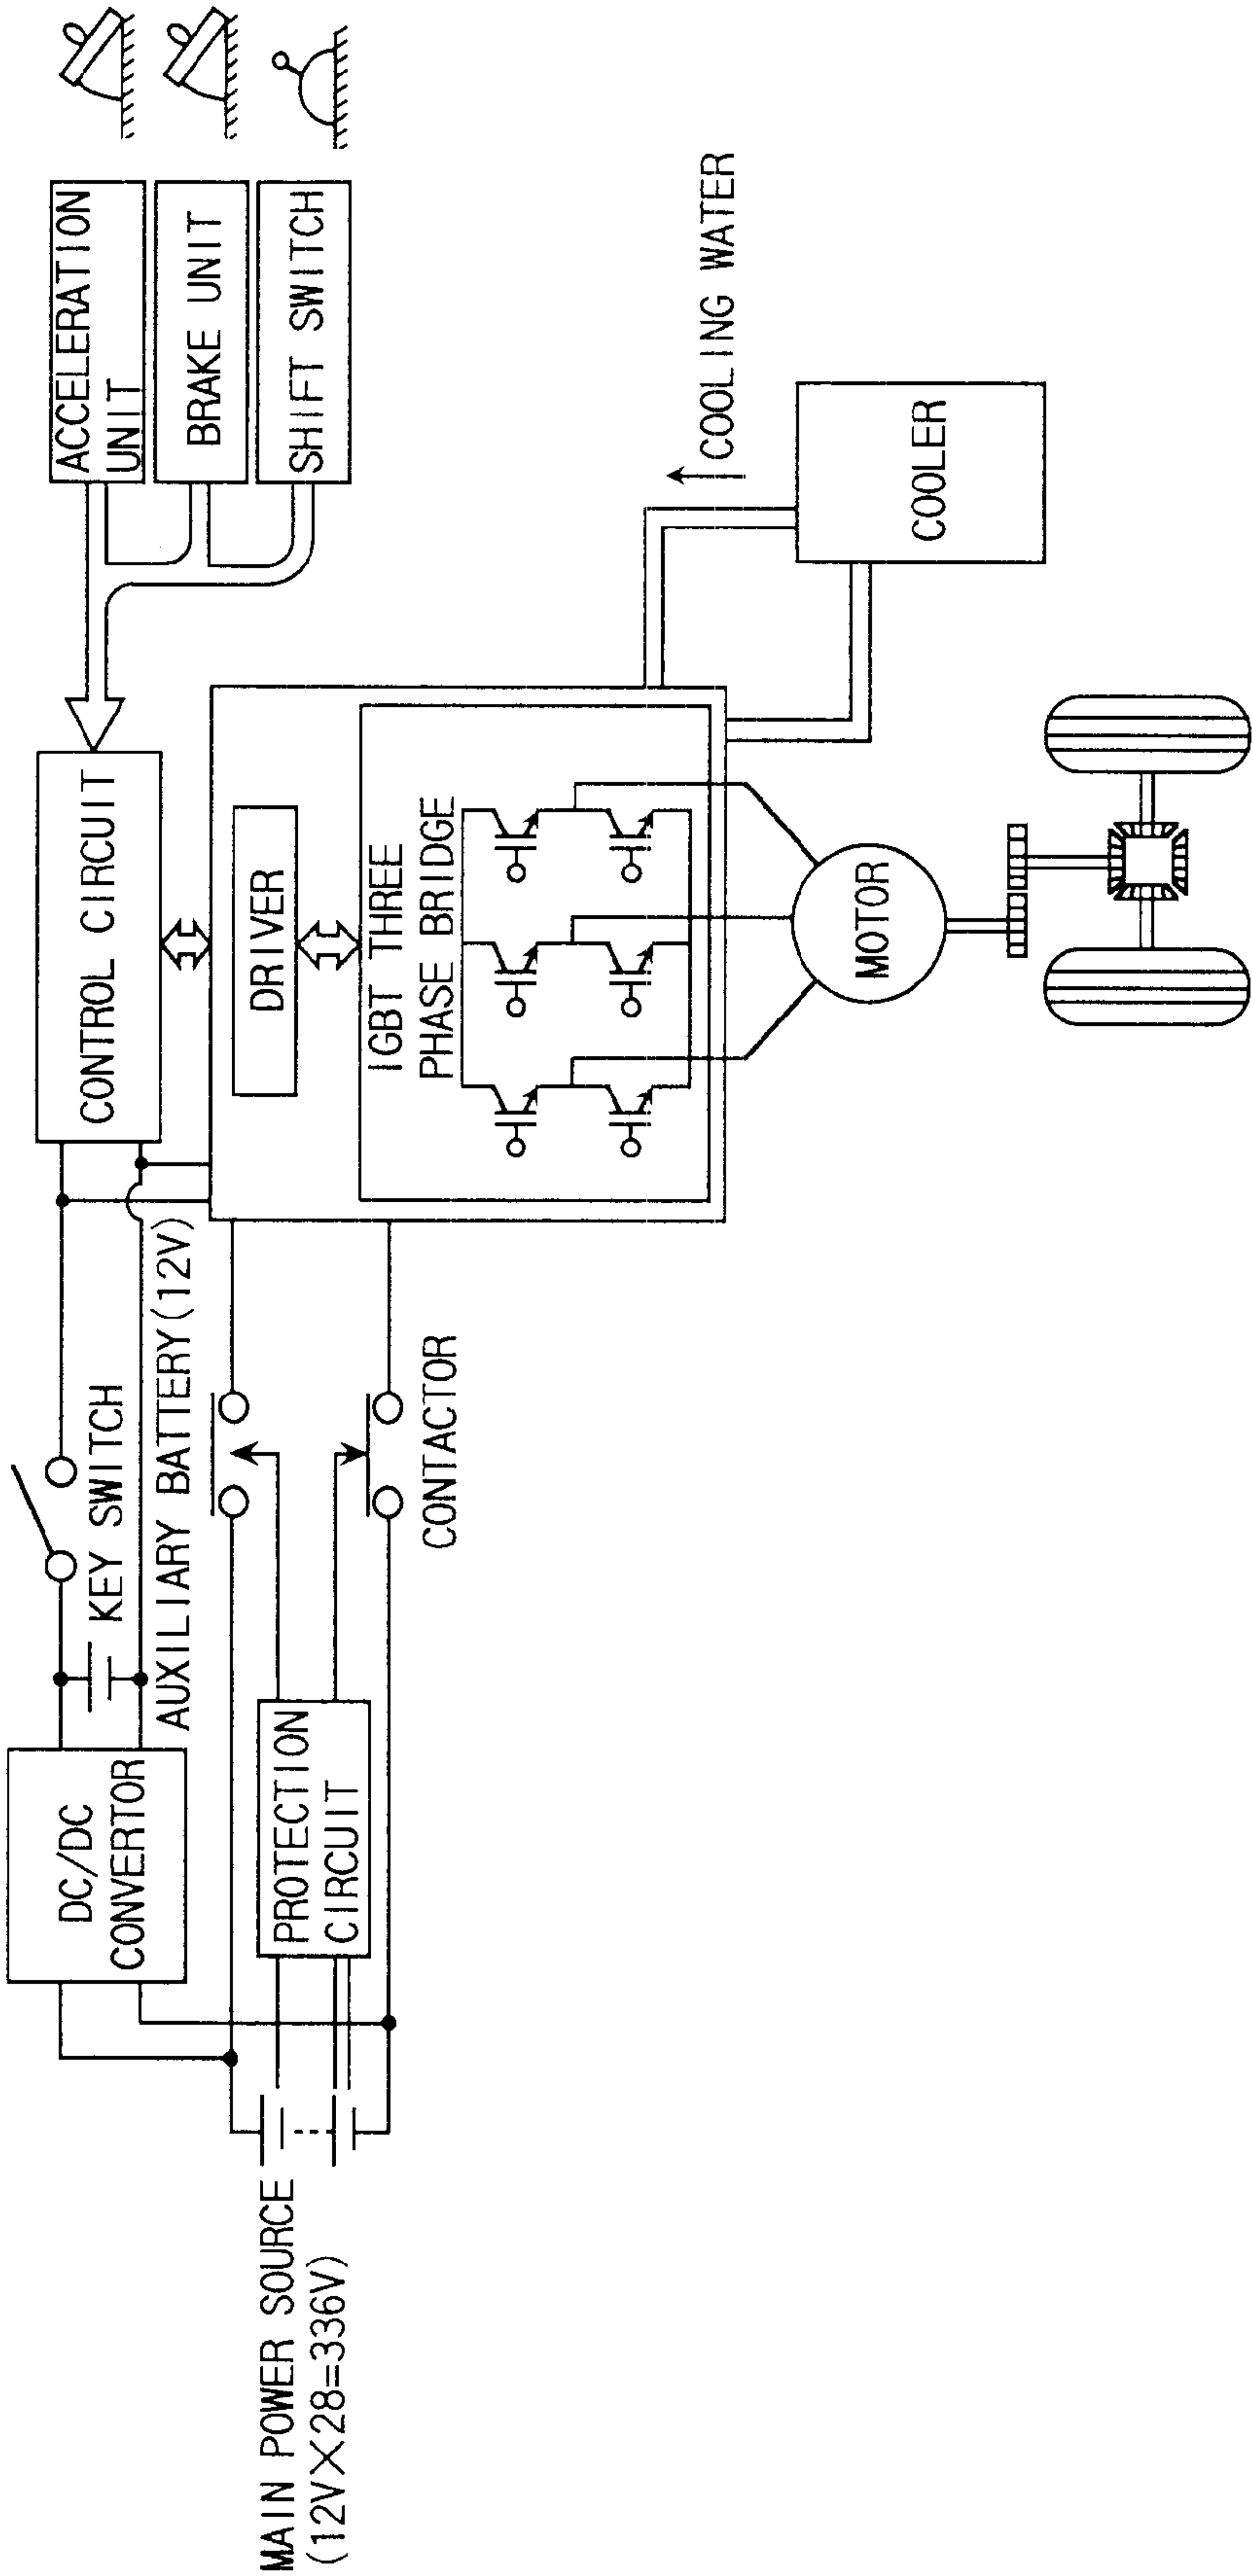 ACCELERATION
UNIT
BRAKE UNIT
SHIFT SWITCH
CONTROL CIRCUIT
COOLING WATER
COOLER
DRIVER
IGBT THREE
PHASE BRIDGE
MOTOR
KEY SWITCH
AUXILIARY BATTERY(12V)
CONTACTOR
DC/DC
CONVERTOR
PROTECTION
CIRCUIT
MAIN POWER SOURCE
(12V×28=336V)